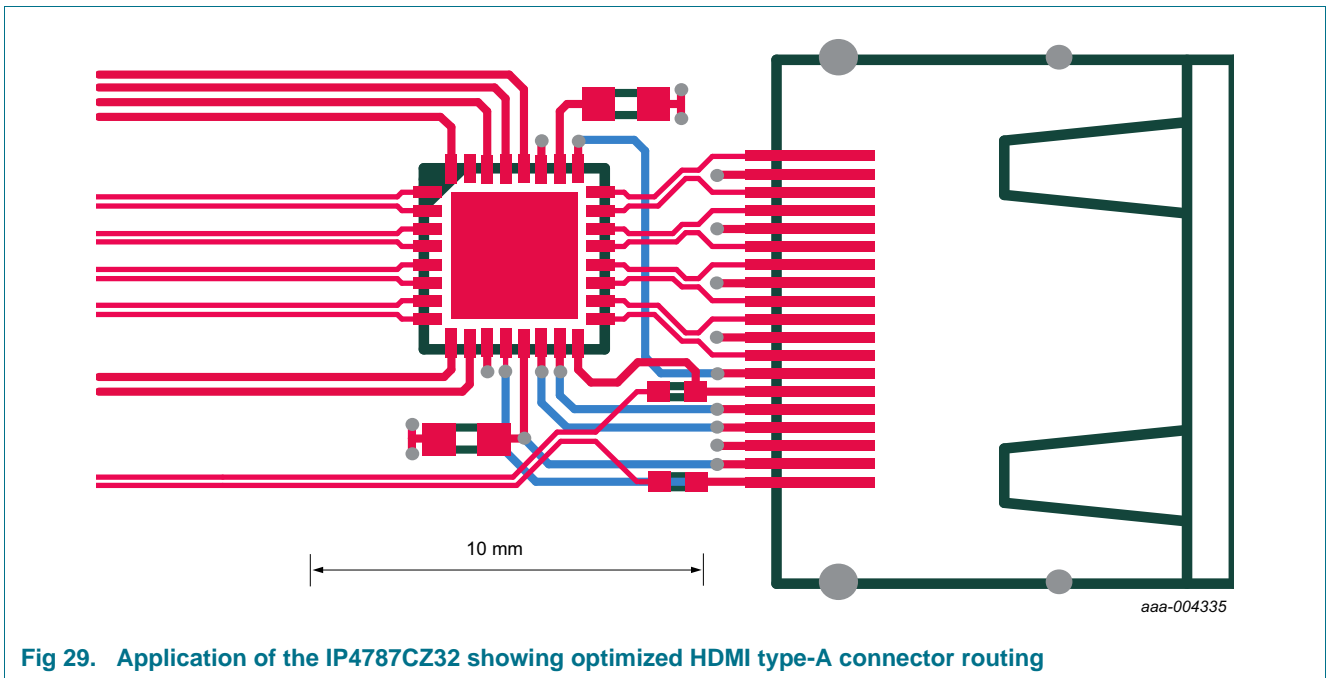 10 mm
aaa-004335
Fig 29. Application of the IP4787CZ32 showing optimized HDMI type-A connector routing